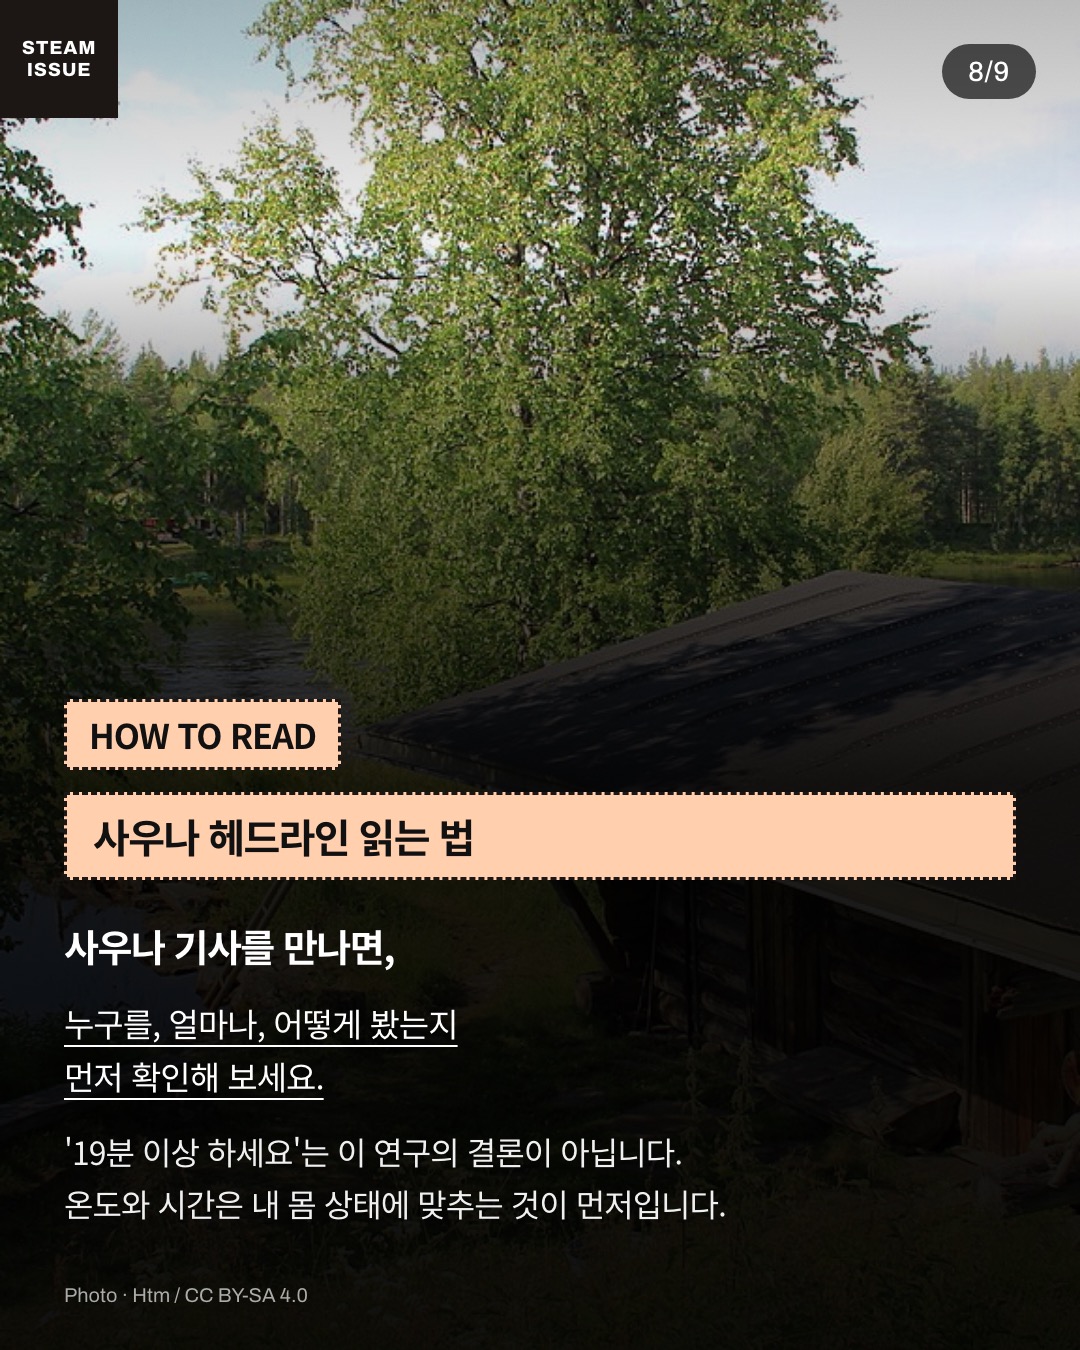 STEAM
ISSUE
8/9
HOW TO READ
사우나 헤드라인 읽는 법
사우나 기사를 만나면,
누구를, 얼마나, 어떻게 봤는지
먼저 확인해 보세요.
'19분 이상 하세요'는 이 연구의 결론이 아닙니다.
온도와 시간은 내 몸 상태에 맞추는 것이 먼저입니다.
Photo · Htm / CC BY-SA 4.0